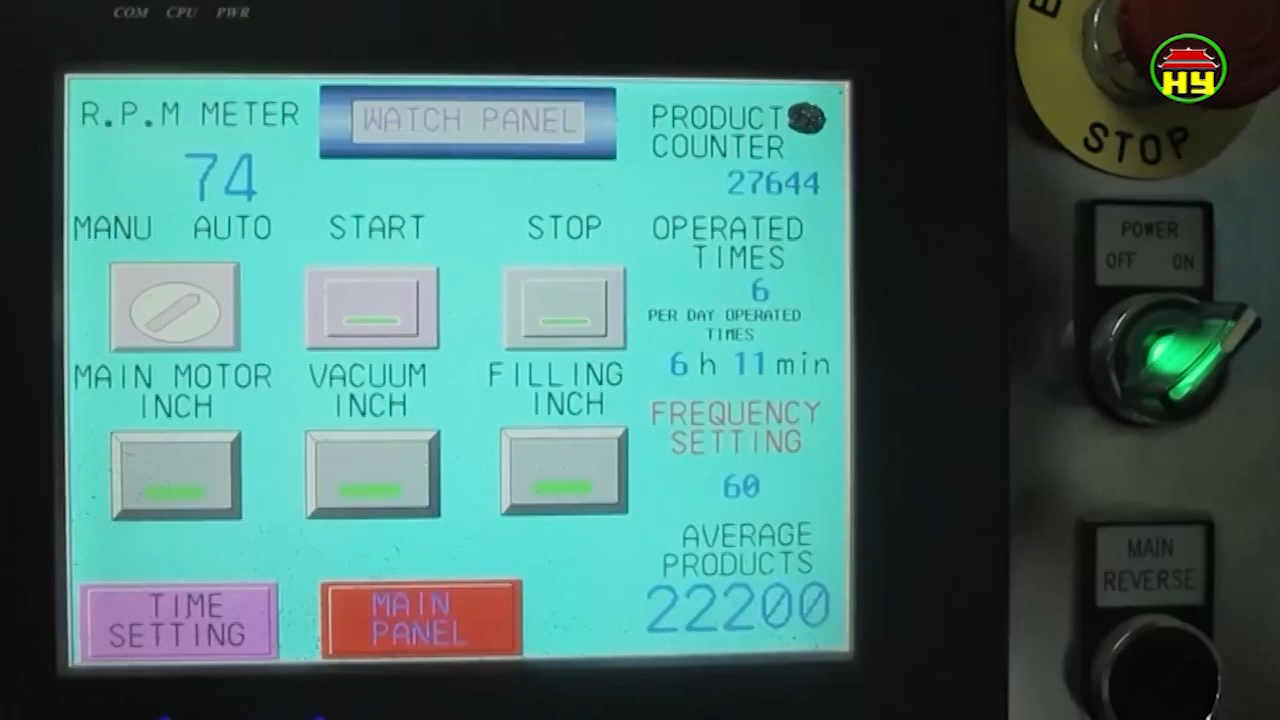 COM CPU PWR
R.P.M METER
74
WATCH PANEL
PRODUCT
COUNTER
27644
MANU AUTO
START
STOP
OPERATED
TIMES
6
PER DAY OPERATED
TIMES
6 h 11 min
MAIN MOTOR
INCH
VACUUM
INCH
FILLING
INCH
FREQUENCY
SETTING
60
AVERAGE
PRODUCTS
22200
TIME
SETTING
MAIN
PANEL
HY
E
STOP
POWER
OFF ON
MAIN
REVERSE